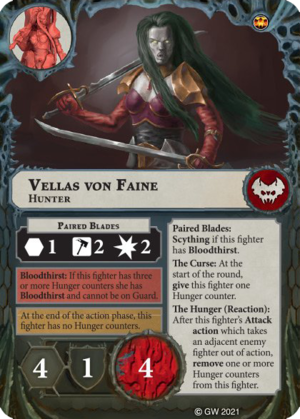 Vellas von Faine
Hunter
Paired Blades
1 2 2
Bloodthirst: If this fighter has three
or more Hunger counters she has
Bloodthirst and cannot be on Guard.
At the end of the action phase, this
fighter has no Hunger counters.
4 1 4
Paired Blades:
Scything if this fighter
has Bloodthirst.
The Curse: At the
start of the round,
give this fighter one
Hunger counter.
The Hunger (Reaction):
After this fighter's Attack
action which takes
an adjacent enemy
fighter out of action,
remove one or more
Hunger counters
from this fighter.
© GW 2021